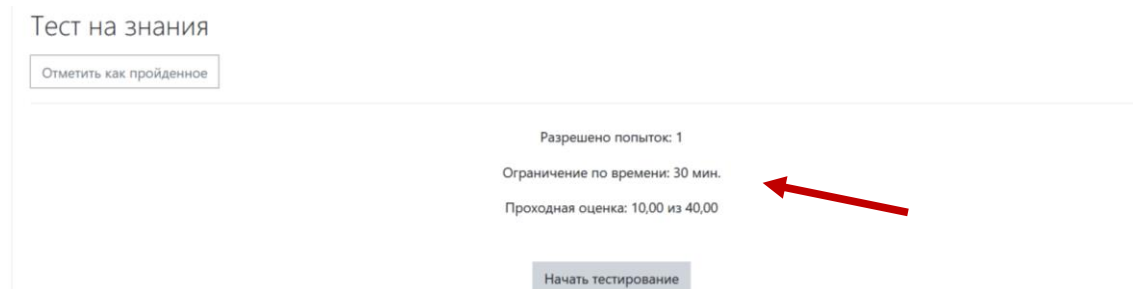 Тест на знания
Отметить как пройденное
Разрешено попыток: 1
Ограничение по времени: 30 мин.
Проходная оценка: 10,00 из 40,00
Начать тестирование